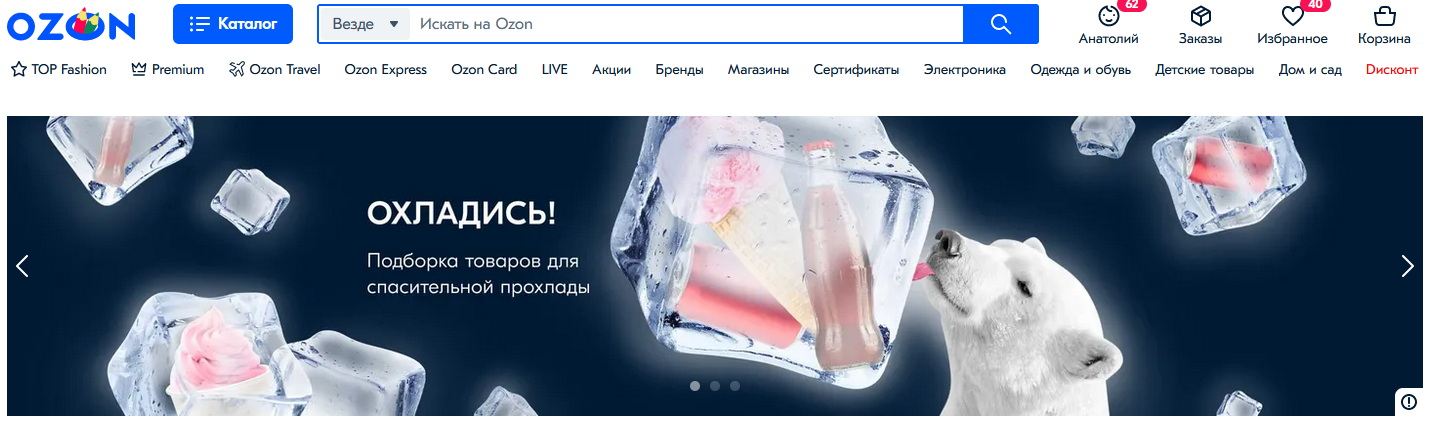 OZON
Каталог
Везде
Искать на Ozon
62
Анатолий
Заказы
40
Избранное
Корзина
TOP Fashion
Premium
Ozon Travel
Ozon Express
Ozon Card
LIVE
Акции
Бренды
Магазины
Сертификаты
Электроника
Одежда и обувь
Детские товары
Дом и сад
Дисконт
ОХЛАДИСЬ!
Подборка товаров для
спасительной прохлады